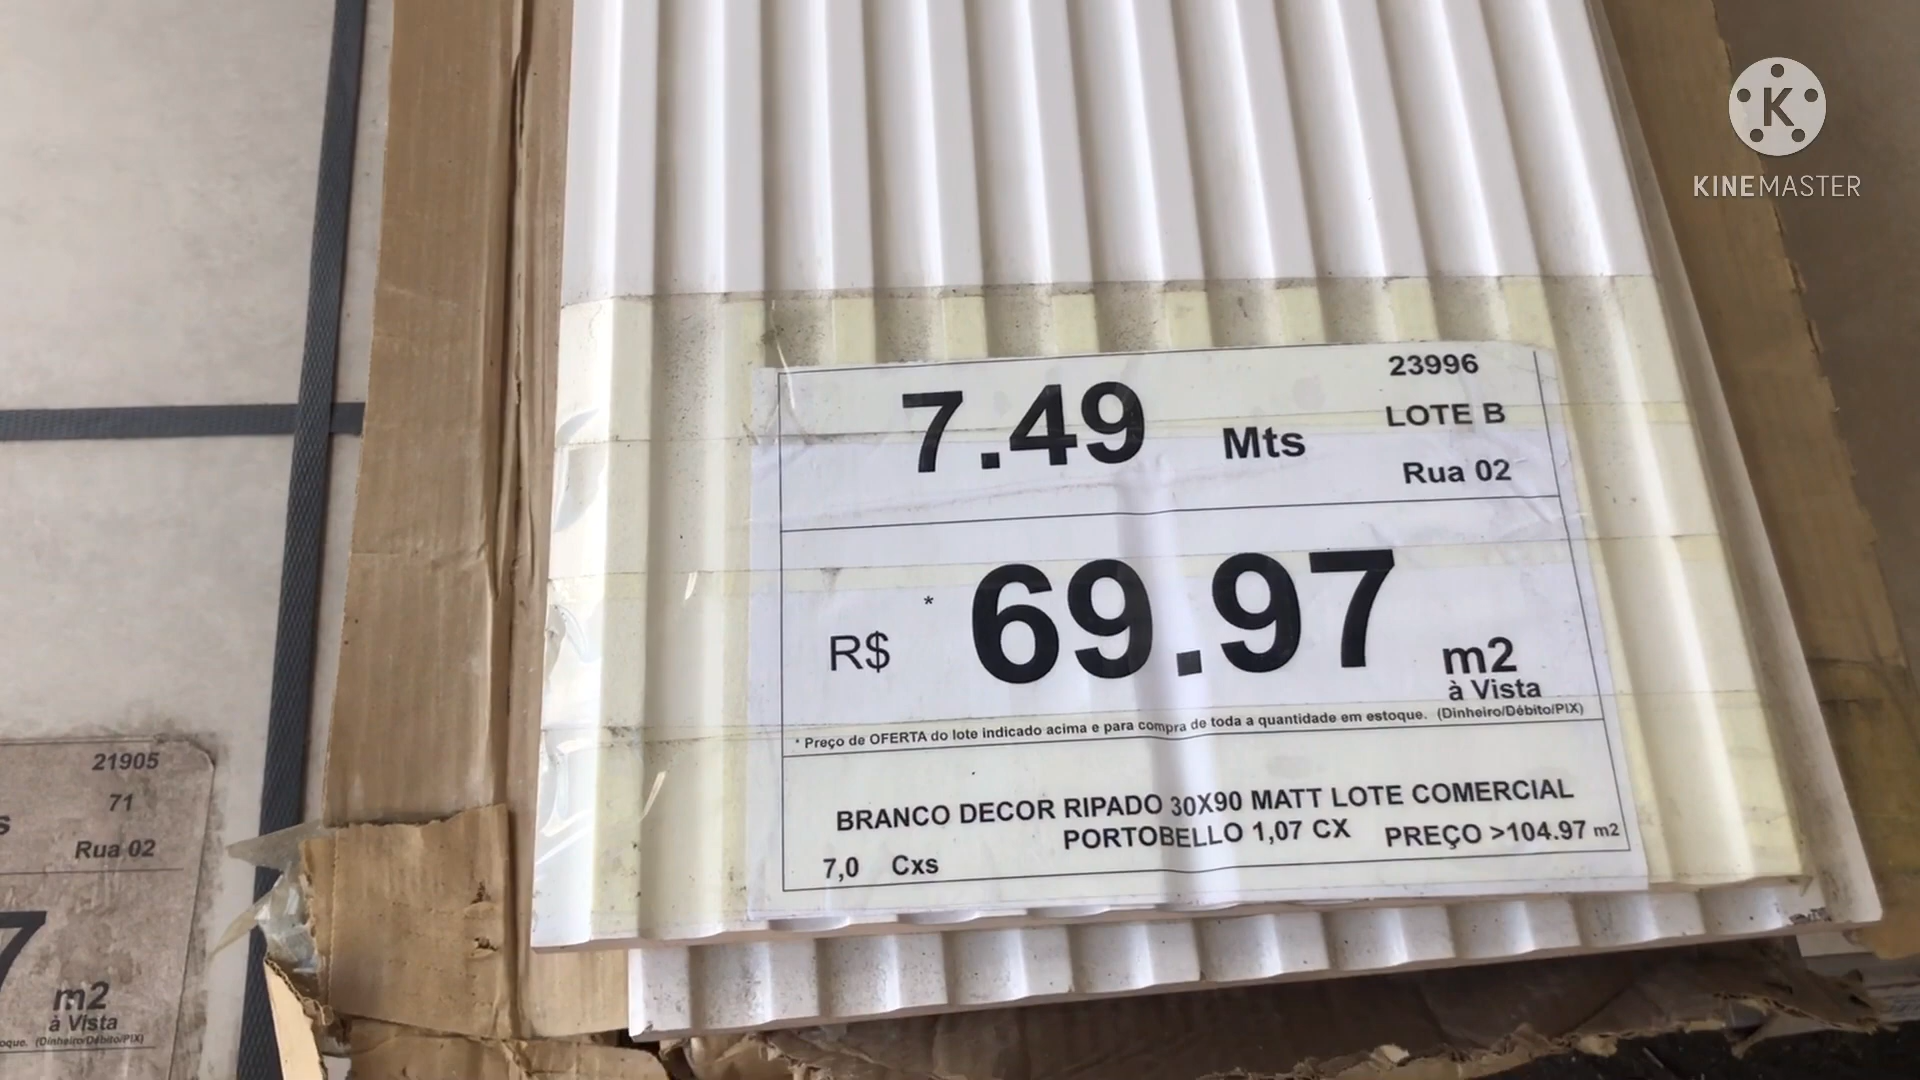 K
KINEMASTER
7.49 Mts
23996
LOTE B
Rua 02
R$ * 69.97 m2
à Vista
* Preço de OFERTA do lote indicado acima e para compra de toda a quantidade em estoque. (Dinheiro/Débito/PIX)
BRANCO DECOR RIPADO 30X90 MATT LOTE COMERCIAL
PORTOBELLO 1,07 CX PREÇO >104.97 m2
7,0 Cxs
21905
71
s
Rua 02
7 m2
à Vista
oque. (Dinheiro/Débito/PIX)